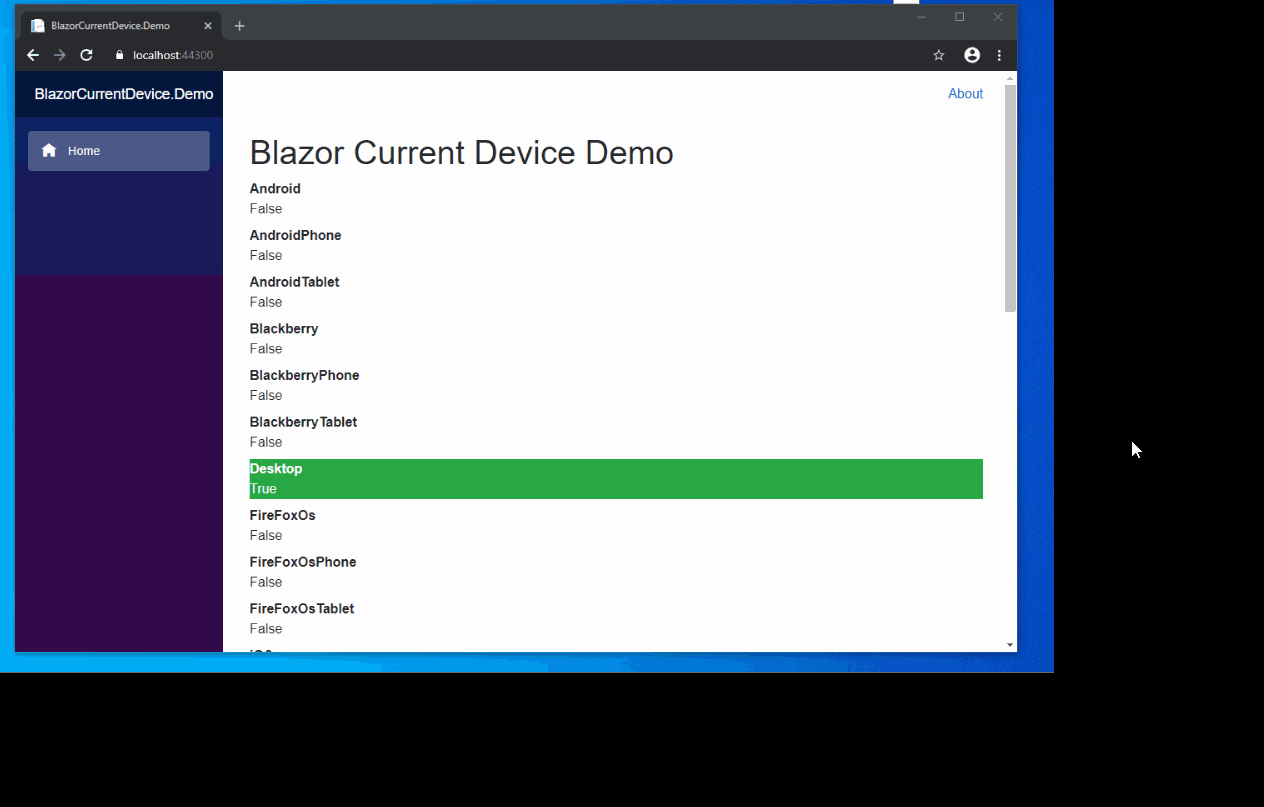 BlazorCurrentDevice.Demo
localhost:44300
BlazorCurrentDevice.Demo
About
Home
Blazor Current Device Demo
Android
False
AndroidPhone
False
AndroidTablet
False
Blackberry
False
BlackberryPhone
False
BlackberryTablet
False
Desktop
True
FireFoxOs
False
FireFoxOsPhone
False
FireFoxOsTablet
False